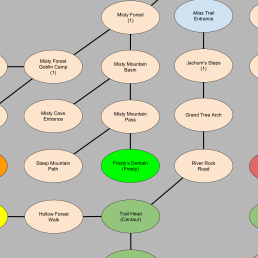 Misty Forest
(1)
Atlas Trail
Entrance
Misty Forest
Goblin Camp
(1)
Misty Mountain
Basin
Jacham's Steps
(1)
Misty Cave
Entrance
Misty Mountain
Pass
Grand Tree Arch
Steep Mountain
Path
Frosty's Domain
(Frosty)
River Rock
Road
Hollow Forest
Walk
Trail Head
(Centaur)